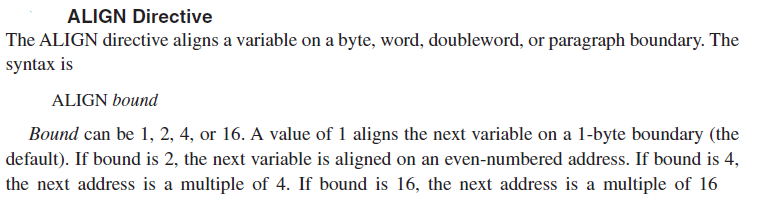 ALIGN Directive
The ALIGN directive aligns a variable on a byte, word, doubleword, or paragraph boundary. The
syntax is
ALIGN bound
Bound can be 1, 2, 4, or 16. A value of 1 aligns the next variable on a 1-byte boundary (the
default). If bound is 2, the next variable is aligned on an even-numbered address. If bound is 4,
the next address is a multiple of 4. If bound is 16, the next address is a multiple of 16